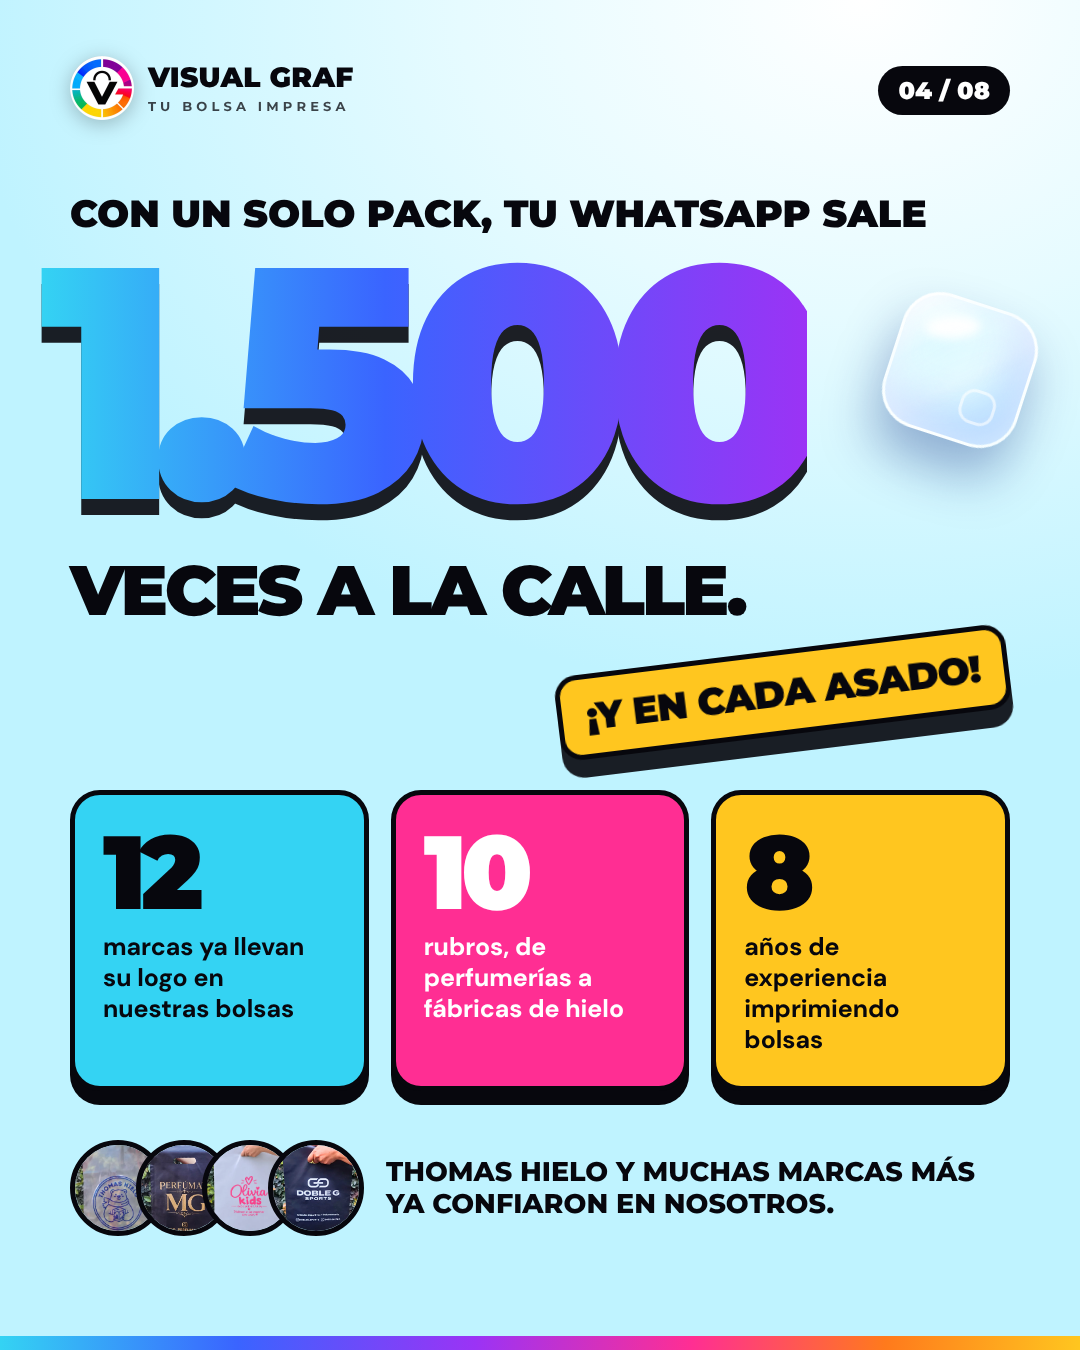 VISUAL GRAF
TU BOLSA IMPRESA
04 / 08
CON UN SOLO PACK, TU WHATSAPP SALE
1.500
VECES A LA CALLE.
¡Y EN CADA ASADO!
12
marcas ya llevan
su logo en
nuestras bolsas
10
rubros, de
perfumerías a
fábricas de hielo
8
años de
experiencia
imprimiendo
bolsas
THOMAS
PERFUMA
MG
Olivia
kids
DOBLE G
SPORTS
THOMAS HIELO Y MUCHAS MARCAS MÁS
YA CONFIARON EN NOSOTROS.